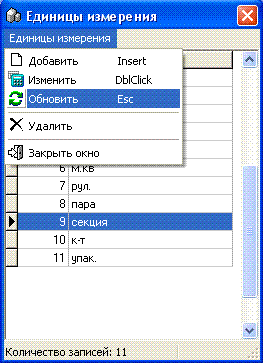 Единицы измерения
Единицы измерения
Добавить Insert
Изменить DblClick
Обновить Esc
Удалить
Закрыть окно
6 м.кв
7 рул.
8 пара
9 секция
10 к-т
11 упак.
Количество записей: 11